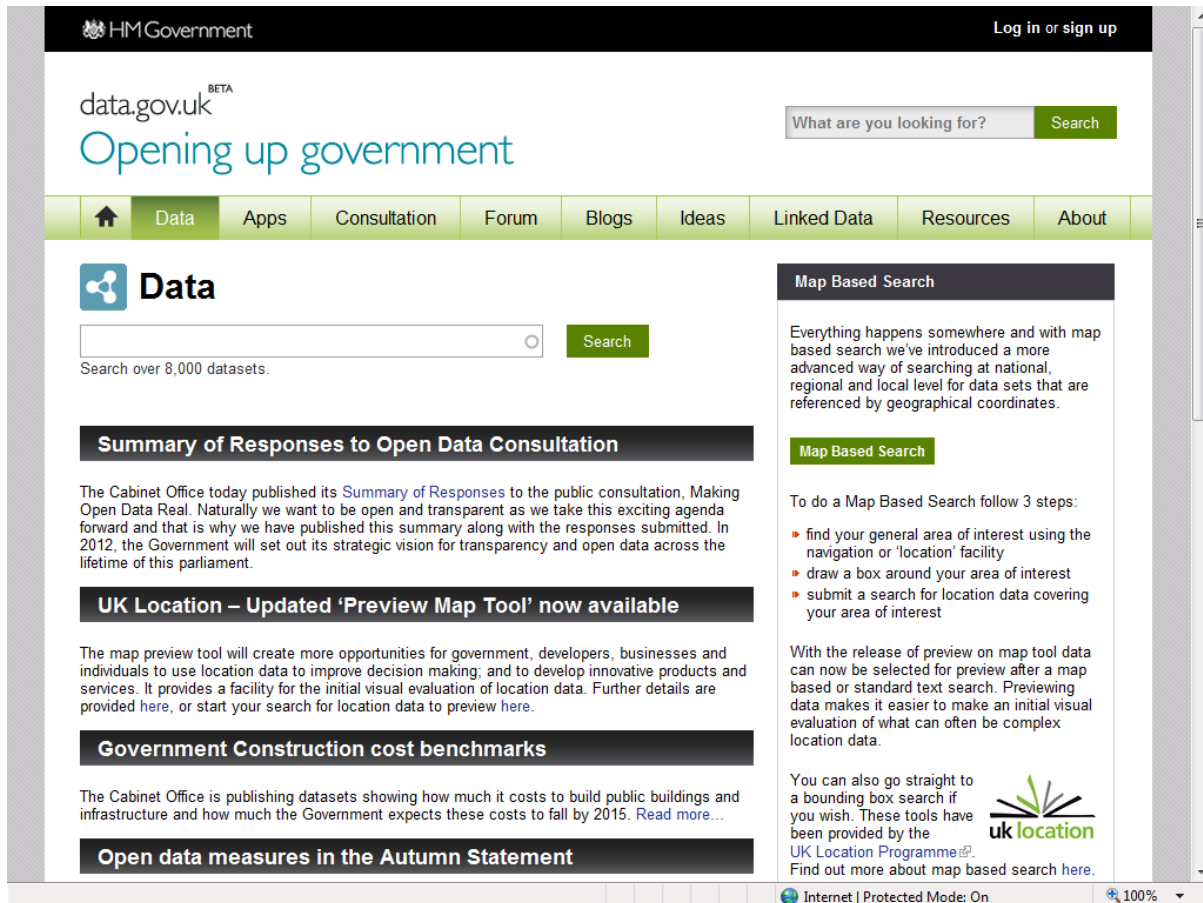 HM Government
Log in or sign up
data.gov.uk BETA
Opening up government
What are you looking for?
Search
Data
Apps
Consultation
Forum
Blogs
Ideas
Linked Data
Resources
About
Data
Search
Search over 8,000 datasets.
Summary of Responses to Open Data Consultation
The Cabinet Office today published its Summary of Responses to the public consultation, Making
Open Data Real. Naturally we want to be open and transparent as we take this exciting agenda
forward and that is why we have published this summary along with the responses submitted. In
2012, the Government will set out its strategic vision for transparency and open data across the
lifetime of this parliament.
UK Location – Updated ‘Preview Map Tool’ now available
The map preview tool will create more opportunities for government, developers, businesses and
individuals to use location data to improve decision making; and to develop innovative products and
services. It provides a facility for the initial visual evaluation of location data. Further details are
provided here, or start your search for location data to preview here.
Government Construction cost benchmarks
The Cabinet Office is publishing datasets showing how much it costs to build public buildings and
infrastructure and how much the Government expects these costs to fall by 2015. Read more...
Open data measures in the Autumn Statement
Map Based Search
Everything happens somewhere and with map
based search we've introduced a more
advanced way of searching at national,
regional and local level for data sets that are
referenced by geographical coordinates.
Map Based Search
To do a Map Based Search follow 3 steps:
find your general area of interest using the
navigation or ‘location’ facility
draw a box around your area of interest
submit a search for location data covering
your area of interest
With the release of preview on map tool data
can now be selected for preview after a map
based or standard text search. Previewing
data makes it easier to make an initial visual
evaluation of what can often be complex
location data.
You can also go straight to
a bounding box search if
you wish. These tools have
been provided by the
UK Location Programme.
Find out more about map based search here.
uk location
Internet | Protected Mode: On
100%